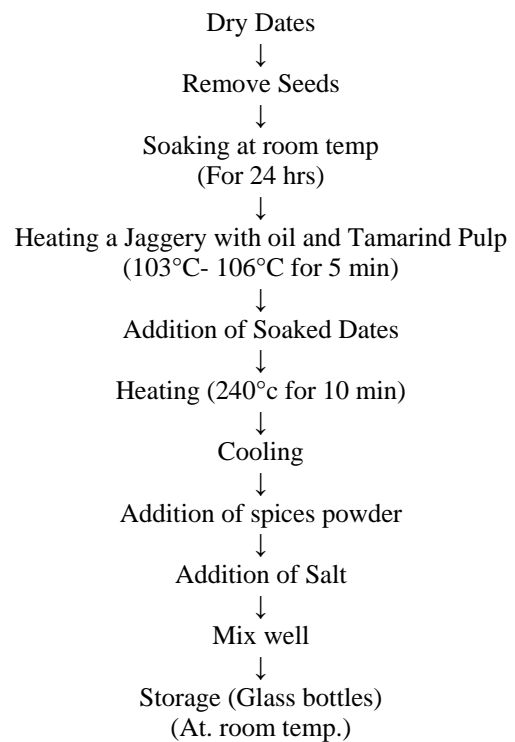 Dry Dates
↓
Remove Seeds
↓
Soaking at room temp
(For 24 hrs)
↓
Heating a Jaggery with oil and Tamarind Pulp
(103°C- 106°C for 5 min)
↓
Addition of Soaked Dates
↓
Heating (240°c for 10 min)
↓
Cooling
↓
Addition of spices powder
↓
Addition of Salt
↓
Mix well
↓
Storage (Glass bottles)
(At. room temp.)